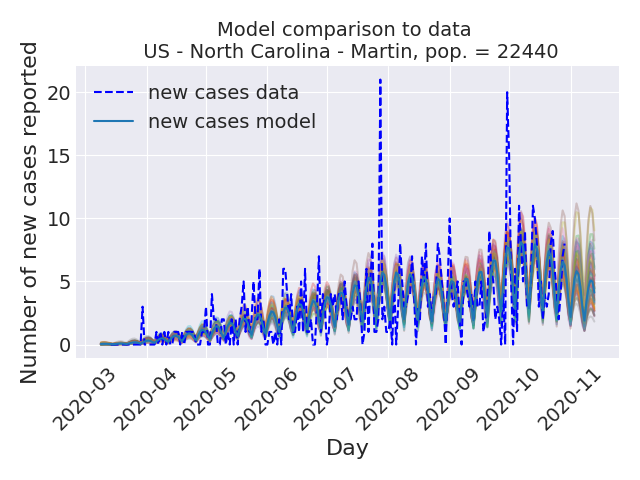 Model comparison to data
US - North Carolina - Martin, pop. = 22440
Number of new cases reported
20
15
10
5
0
new cases data
new cases model
2020-03
2020-04
2020-05
2020-06
2020-07
2020-08
2020-09
2020-10
2020-11
Day